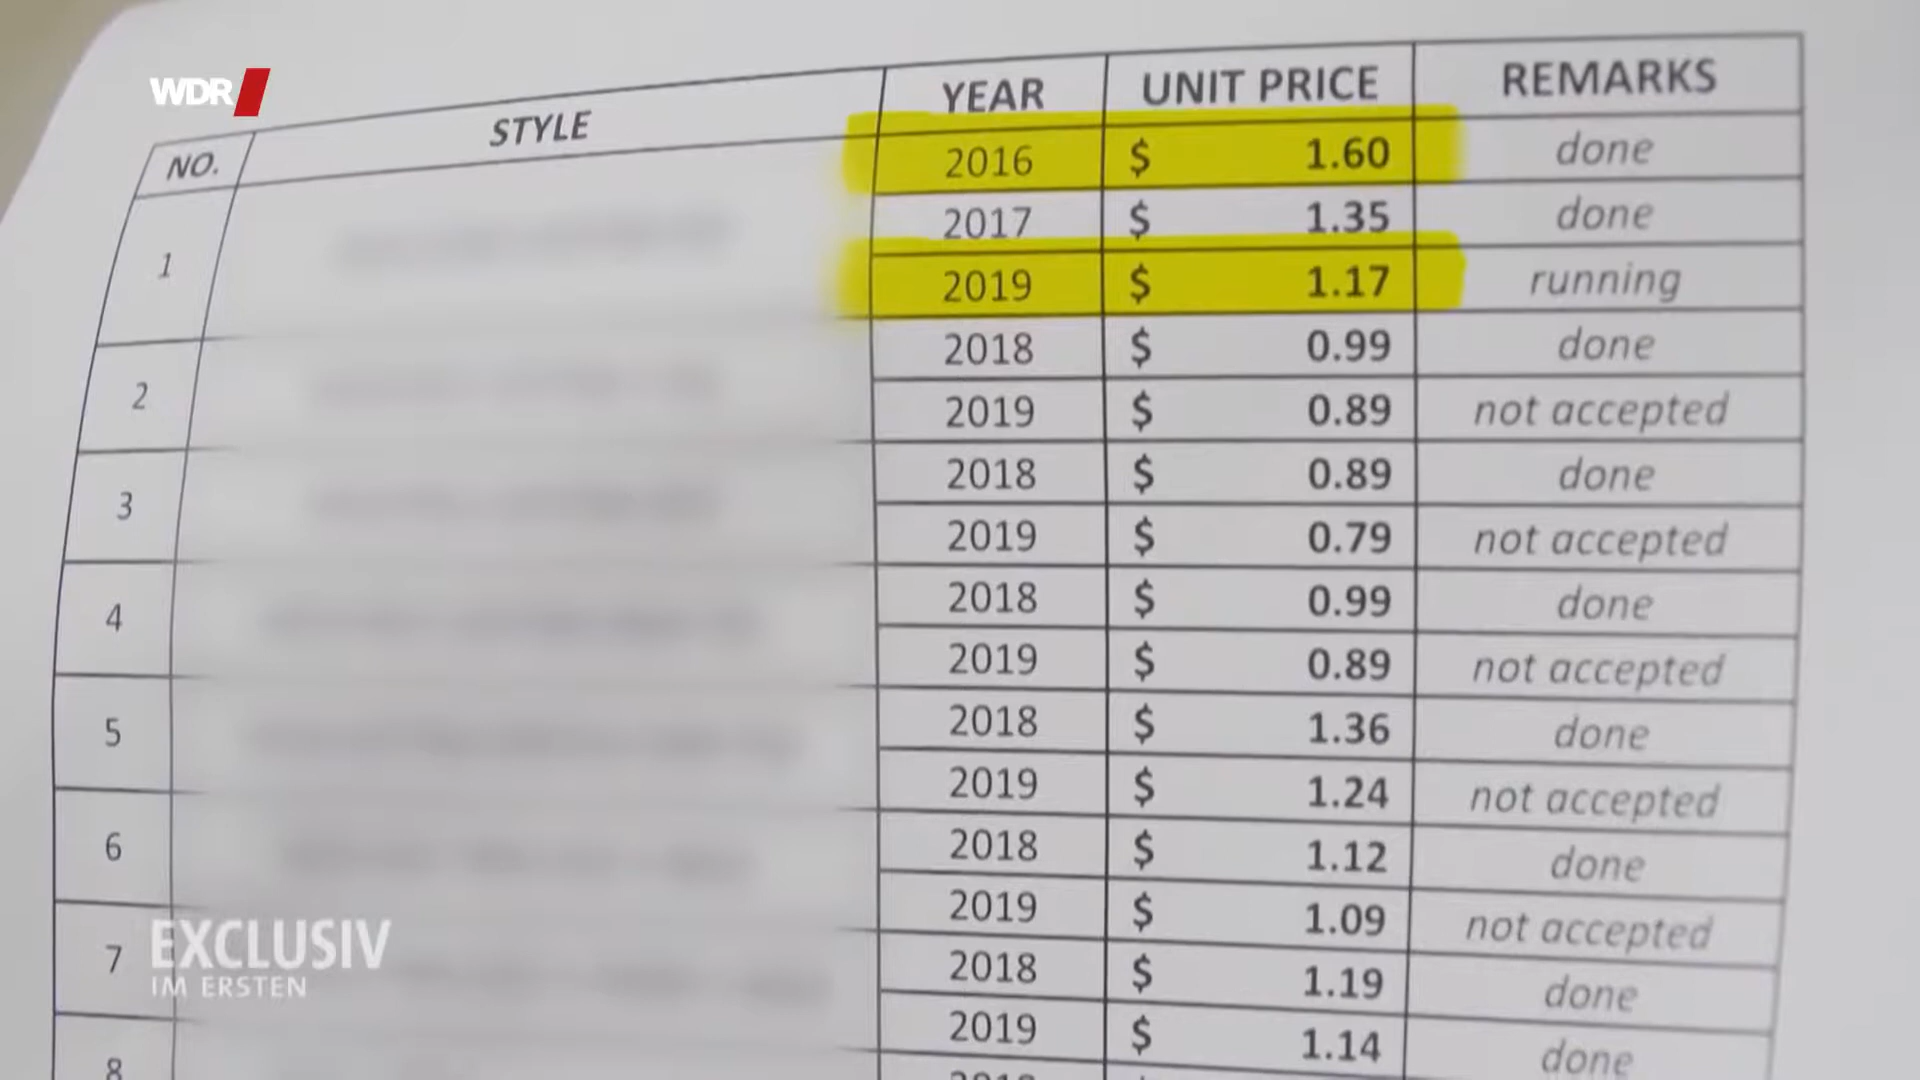 WDR
NO. STYLE YEAR UNIT PRICE REMARKS
1 2016 $ 1.60 done
2017 $ 1.35 done
2019 $ 1.17 running
2 2018 $ 0.99 done
2019 $ 0.89 not accepted
3 2018 $ 0.89 done
2019 $ 0.79 not accepted
4 2018 $ 0.99 done
2019 $ 0.89 not accepted
5 2018 $ 1.36 done
2019 $ 1.24 not accepted
6 2018 $ 1.12 done
2019 $ 1.09 not accepted
7 2018 $ 1.19 done
2019 $ 1.14 done
8
EXCLUSIV
IM ERSTEN